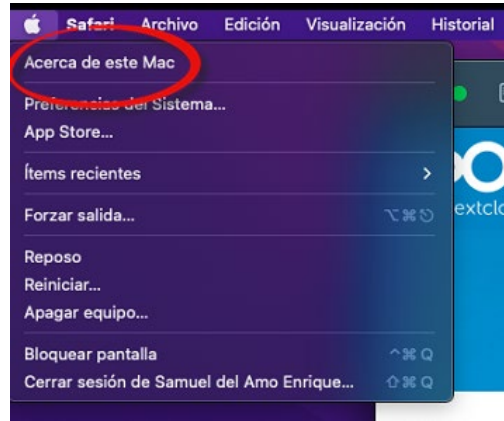 Safari Archivo Edición Visualización Historial
Acerca de este Mac
Preferencias del Sistema...
App Store...
Ítems recientes
Forzar salida... ⌥⌘⎋
Reposo
Reiniciar...
Apagar equipo...
Bloquear pantalla ^⌘Q
Cerrar sesión de Samuel del Amo Enrique... ⇧⌘Q